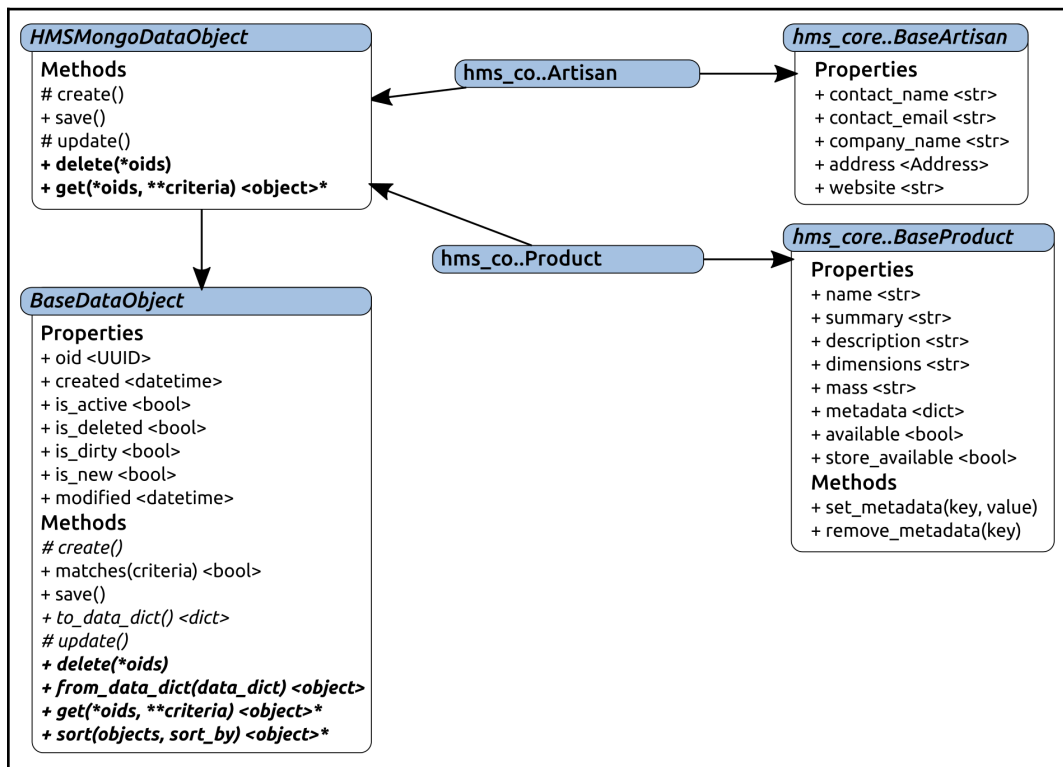 HMSMongoDataObject
Methods
# create()
+ save()
# update()
+ delete(*oids)
+ get(*oids, **criteria) <object>*
hms_co..Artisan
hms_core..BaseArtisan
Properties
+ contact_name <str>
+ contact_email <str>
+ company_name <str>
+ address <Address>
+ website <str>
hms_co..Product
hms_core..BaseProduct
Properties
+ name <str>
+ summary <str>
+ description <str>
+ dimensions <str>
+ mass <str>
+ metadata <dict>
+ available <bool>
+ store_available <bool>
Methods
+ set_metadata(key, value)
+ remove_metadata(key)
BaseDataObject
Properties
+ oid <UUID>
+ created <datetime>
+ is_active <bool>
+ is_deleted <bool>
+ is_dirty <bool>
+ is_new <bool>
+ modified <datetime>
Methods
# create()
+ matches(criteria) <bool>
+ save()
+ to_data_dict() <dict>
# update()
+ delete(*oids)
+ from_data_dict(data_dict) <object>
+ get(*oids, **criteria) <object>*
+ sort(objects, sort_by) <object>*